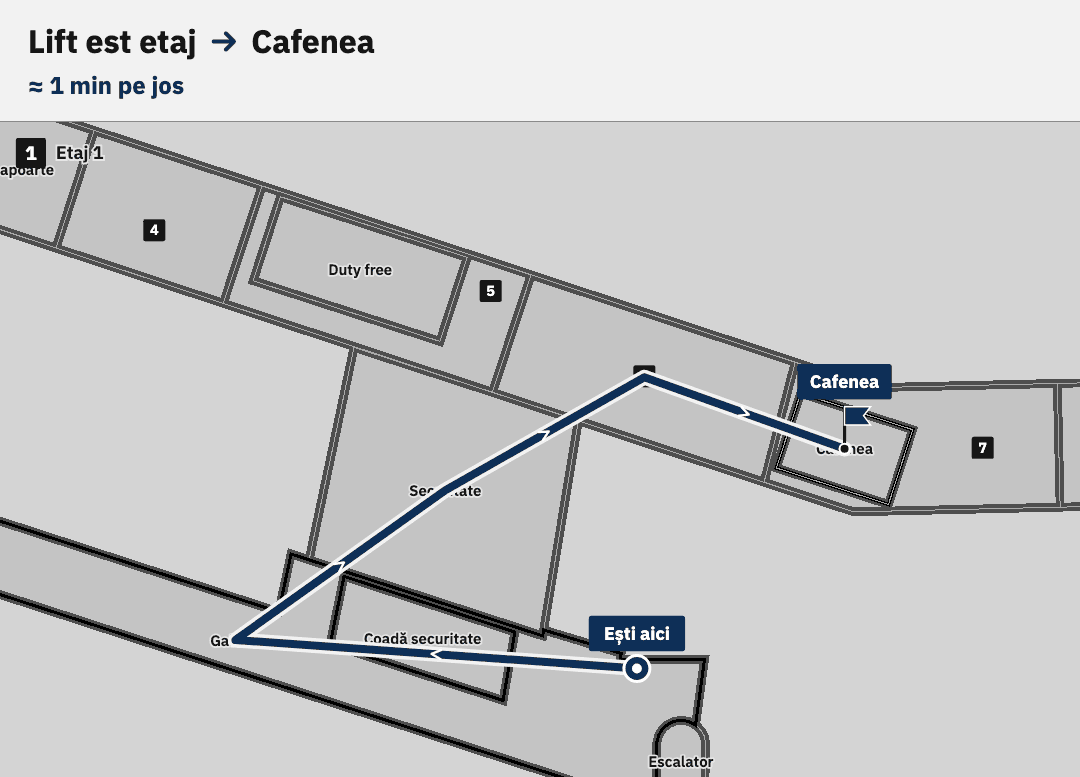 Lift est etaj → Cafenea
≈ 1 min pe jos
1 Etaj 1
apoarte
4
Duty free
5
Cafenea
7
Ești aici
Coadă securitate
Escalator